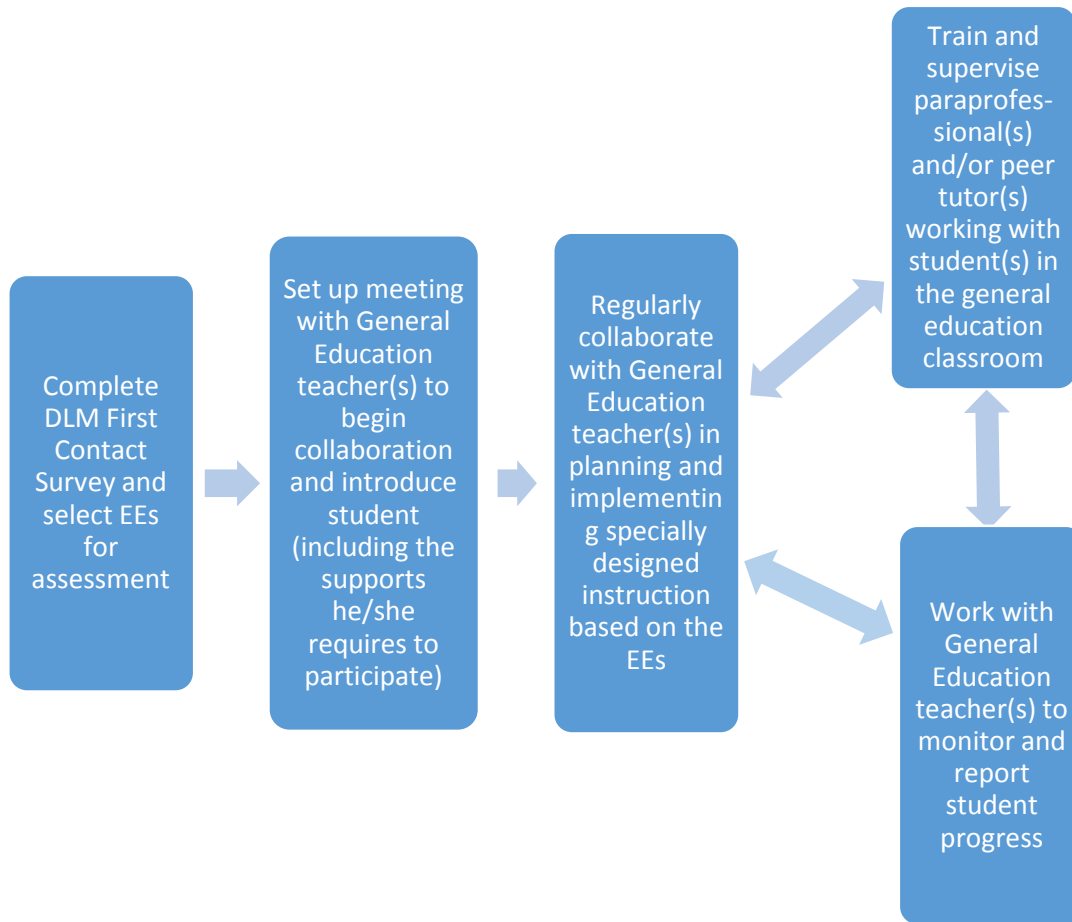 Complete
DLM First
Contact
Survey and
select EEs
for
assessment
Set up meeting
with General
Education
teacher(s) to
begin
collaboration
and introduce
student
(including the
supports
he/she
requires to
participate)
Regularly
collaborate
with General
Education
teacher(s) in
planning and
implementin
g specially
designed
instruction
based on the
EEs
Train and
supervise
paraprofes-
sional(s)
and/or peer
tutor(s)
working with
student(s) in
the general
education
classroom
Work with
General
Education
teacher(s) to
monitor and
report
student
progress